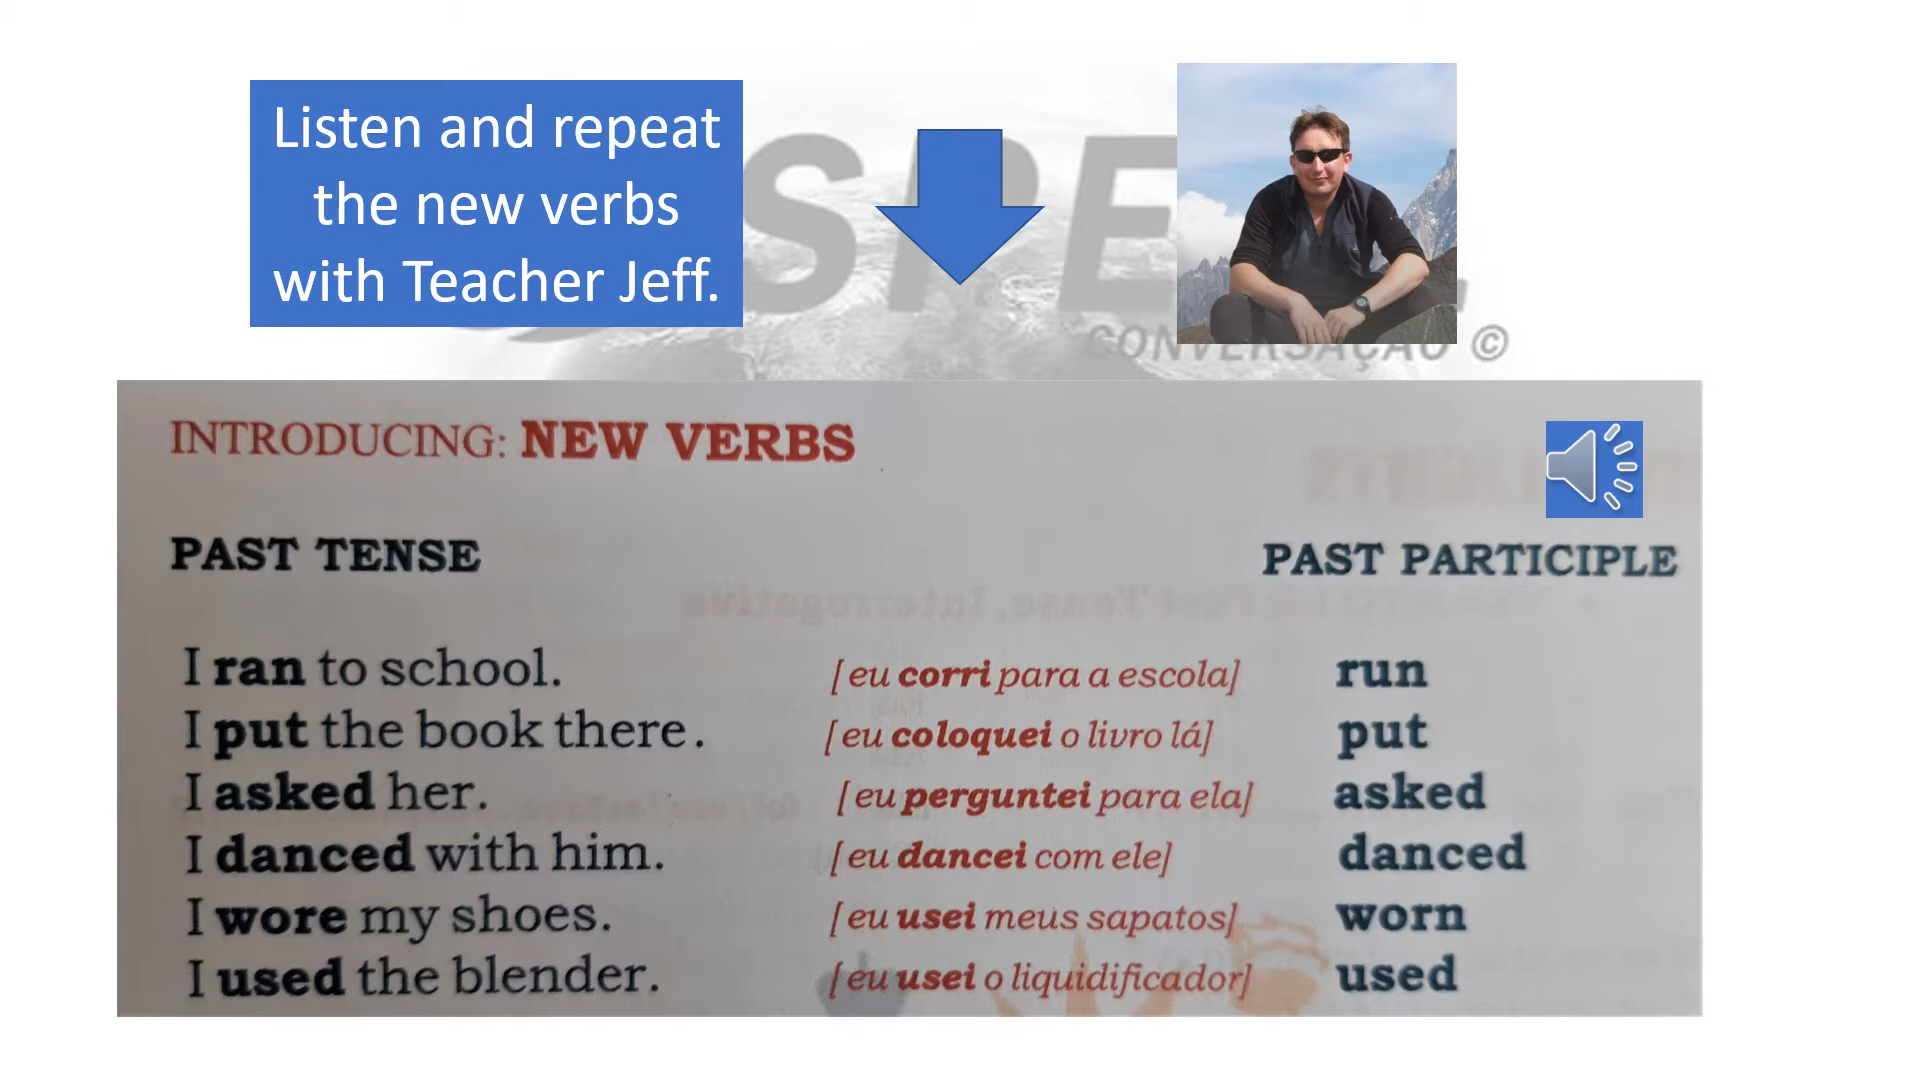 Listen and repeat
the new verbs
with Teacher Jeff.
SPE
CONVERSAÇÃO ©
INTRODUCING: NEW VERBS
PAST TENSE PAST PARTICIPLE
I ran to school. [eu corri para a escola] run
I put the book there. [eu coloquei o livro lá] put
I asked her. [eu perguntei para ela] asked
I danced with him. [eu dancei com ele] danced
I wore my shoes. [eu usei meus sapatos] worn
I used the blender. [eu usei o liquidificador] used